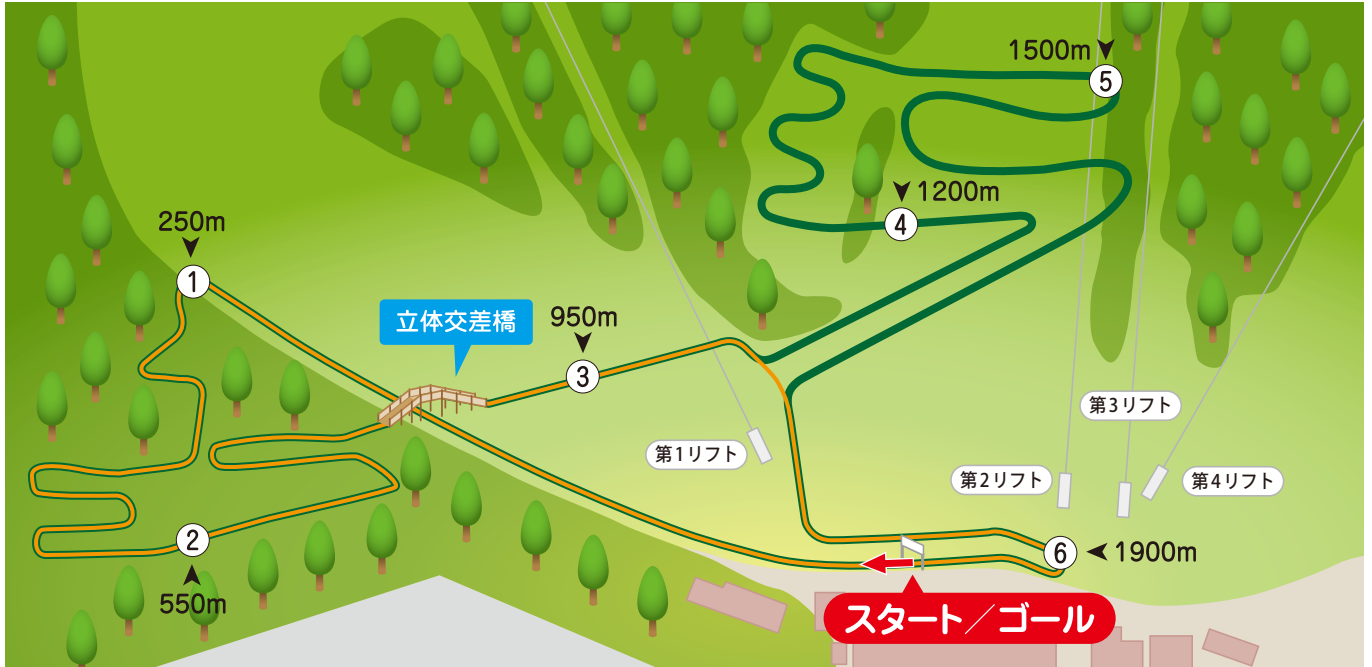 1500m
5
1200m
4
250m
1
立体交差橋
950m
3
第3リフト
第1リフト
第2リフト
第4リフト
2
550m
6
1900m
スタート／ゴール